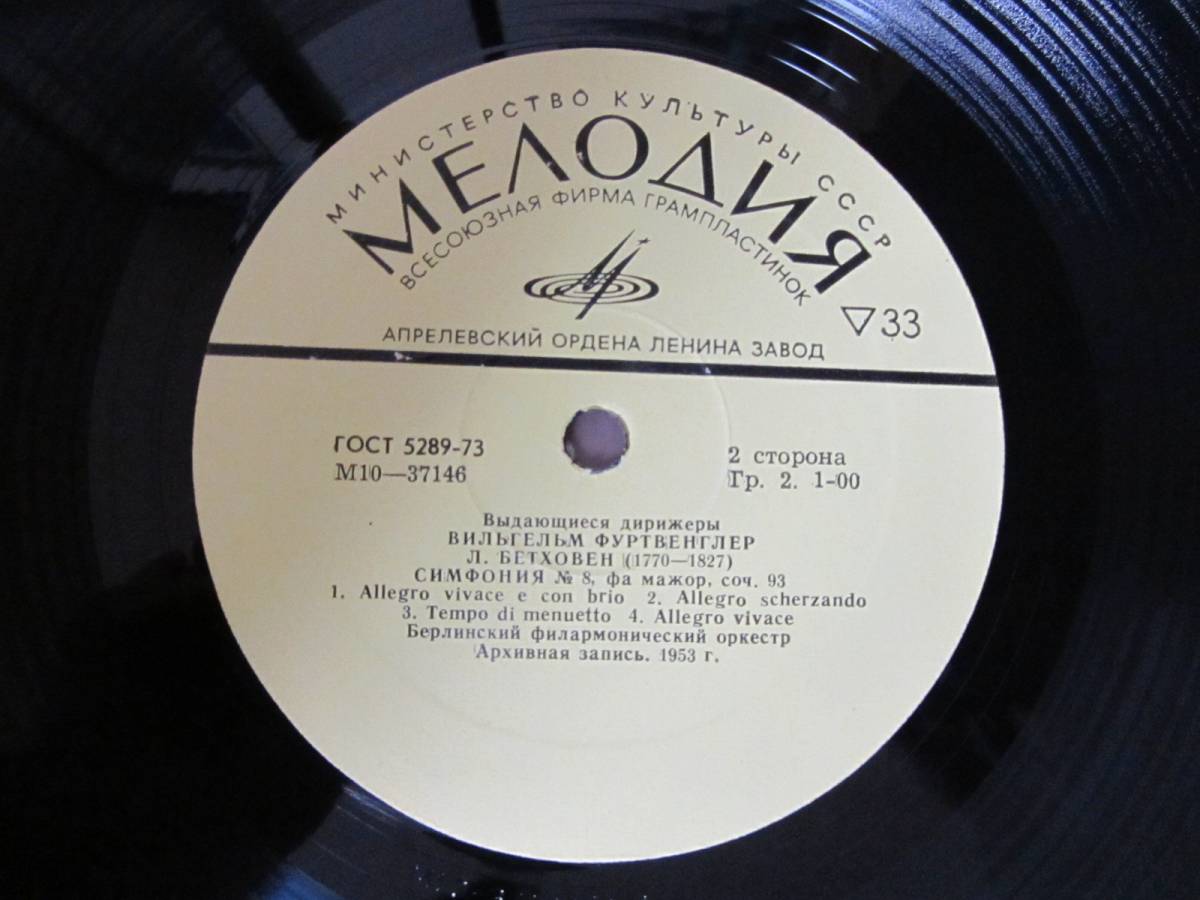 МИНИСТЕРСТВО КУЛЬТУРЫ СССР
МЕЛОДИЯ
ВСЕСОЮЗНАЯ ФИРМА ГРАМПЛАСТИНОК
▽33
АПРЕЛЕВСКИЙ ОРДЕНА ЛЕНИНА ЗАВОД
ГОСТ 5289-73
М10—37146
2 сторона
Гр. 2. 1-00
Выдающиеся дирижеры
ВИЛЬГЕЛЬМ ФУРТВЕНГЛЕР
Л. БЕТХОВЕН (1770—1827)
СИМФОНИЯ № 8, фа мажор, соч. 93
1. Allegro vivace e con brio 2. Allegro scherzando
3. Tempo di menuetto 4. Allegro vivace
Берлинский филармонический оркестр
Архивная запись. 1953 г.